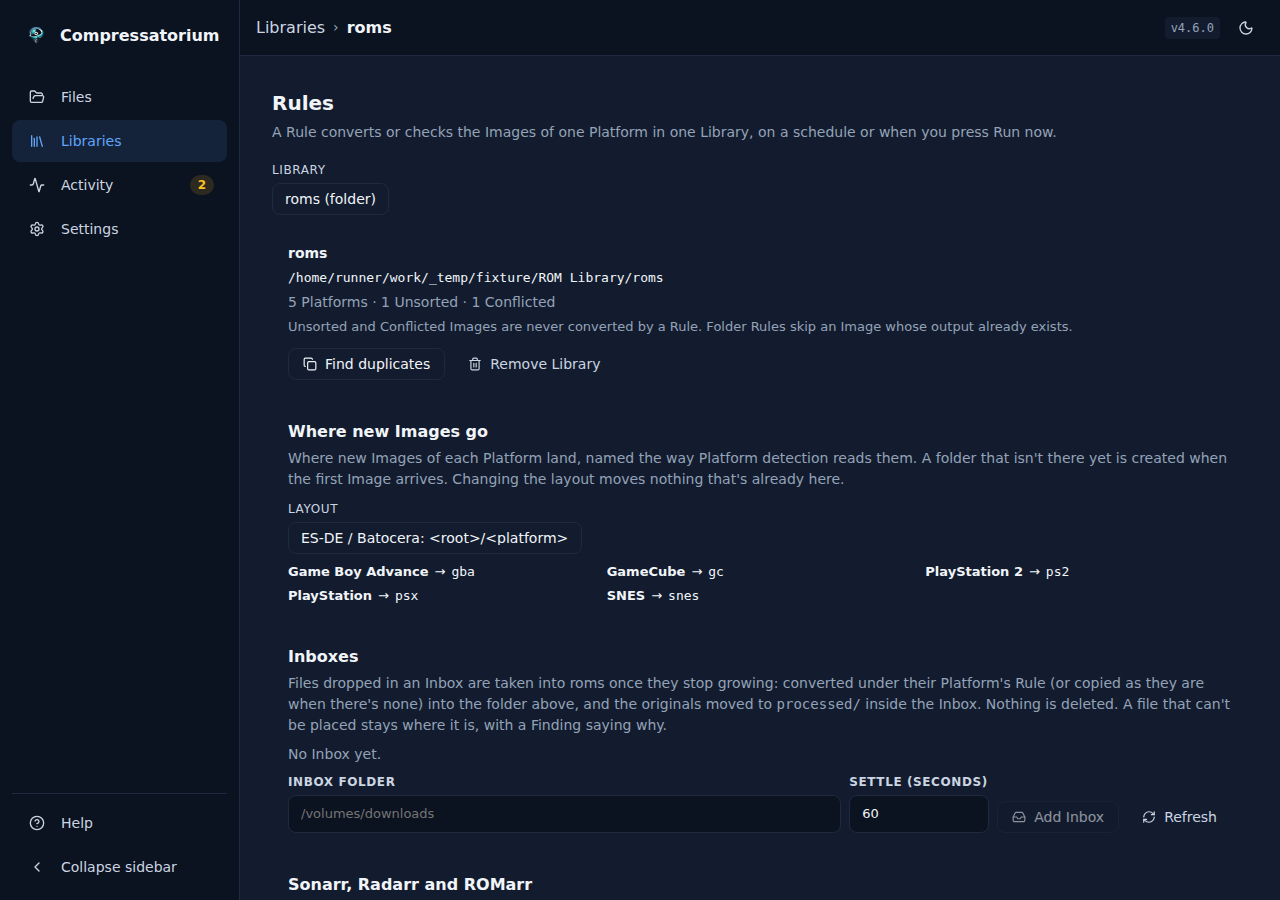 Compressatorium
Libraries › roms
v4.6.0
Files
Libraries
Activity 2
Settings
Help
Collapse sidebar
Rules
A Rule converts or checks the Images of one Platform in one Library, on a schedule or when you press Run now.
LIBRARY
roms (folder)
roms
/home/runner/work/_temp/fixture/ROM Library/roms
5 Platforms · 1 Unsorted · 1 Conflicted
Unsorted and Conflicted Images are never converted by a Rule. Folder Rules skip an Image whose output already exists.
Find duplicates Remove Library
Where new Images go
Where new Images of each Platform land, named the way Platform detection reads them. A folder that isn't there yet is created when
the first Image arrives. Changing the layout moves nothing that's already here.
LAYOUT
ES-DE / Batocera: <root>/<platform>
Game Boy Advance → gba GameCube → gc PlayStation 2 → ps2
PlayStation → psx SNES → snes
Inboxes
Files dropped in an Inbox are taken into roms once they stop growing: converted under their Platform's Rule (or copied as they are
when there's none) into the folder above, and the originals moved to processed/ inside the Inbox. Nothing is deleted. A file that can't
be placed stays where it is, with a Finding saying why.
No Inbox yet.
INBOX FOLDER SETTLE (SECONDS)
/volumes/downloads 60 Add Inbox Refresh
Sonarr, Radarr and ROMarr